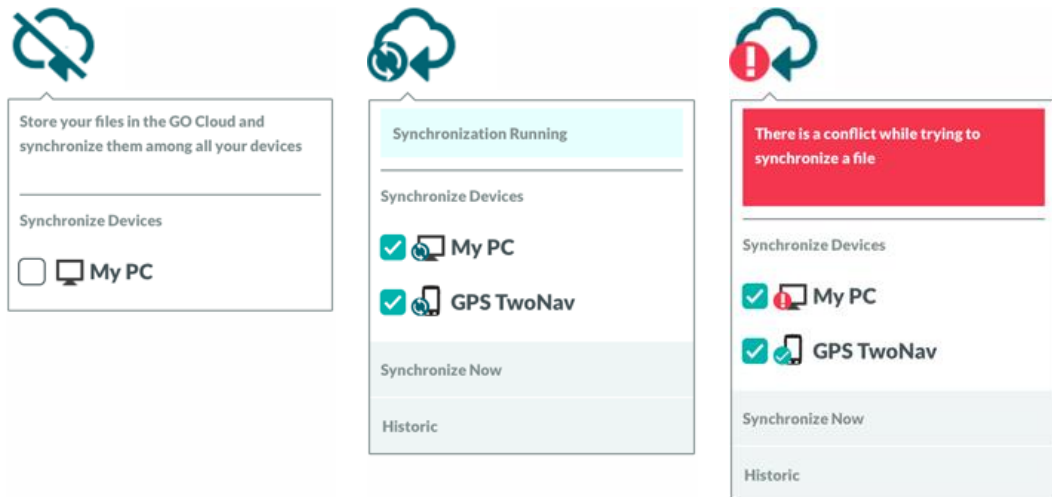 Store your files in the GO Cloud and
synchronize them among all your devices
Synchronize Devices
My PC
Synchronization Running
Synchronize Devices
My PC
GPS TwoNav
Synchronize Now
Historic
There is a conflict while trying to
synchronize a file
Synchronize Devices
My PC
GPS TwoNav
Synchronize Now
Historic